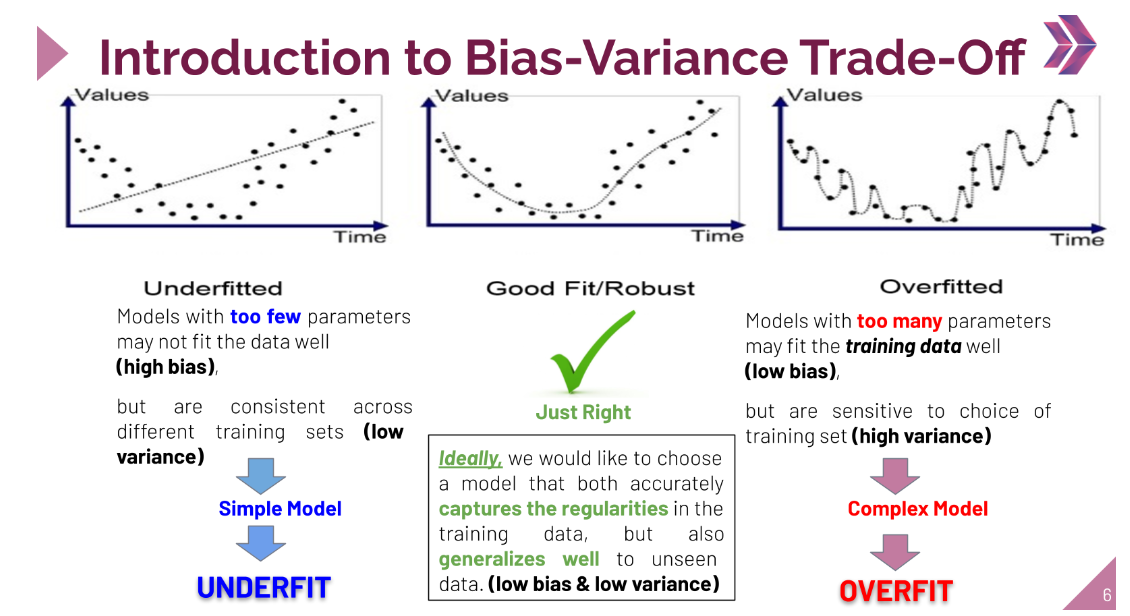 Introduction to Bias-Variance Trade-Off
Values
Time
Values
Time
Values
Time
Underfitted
Models with too few parameters
may not fit the data well
(high bias),
but are consistent across
different training sets (low
variance)
Simple Model
UNDERFIT
Good Fit/Robust
Just Right
Ideally, we would like to choose
a model that both accurately
captures the regularities in the
training data, but also
generalizes well to unseen
data. (low bias & low variance)
Overfitted
Models with too many parameters
may fit the training data well
(low bias),
but are sensitive to choice of
training set (high variance)
Complex Model
OVERFIT
6